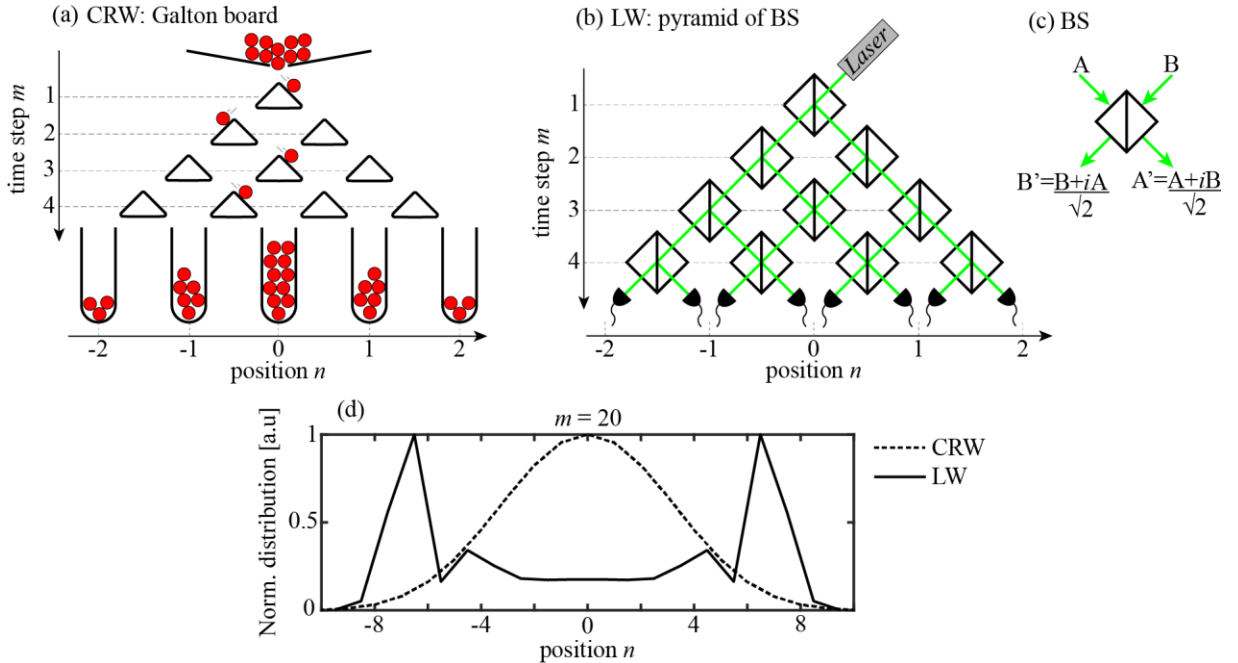 (a) CRW: Galton board
time step m
1
2
3
4
-2 -1 0 1 2
position n
(b) LW: pyramid of BS
Laser
time step m
1
2
3
4
-2 -1 0 1 2
position n
(c) BS
A B
B'=B+iA A'=A+iB
√2 √2
(d) m = 20
Norm. distribution [a.u]
1
0.5
0
-8 -4 0 4 8
position n
CRW
LW